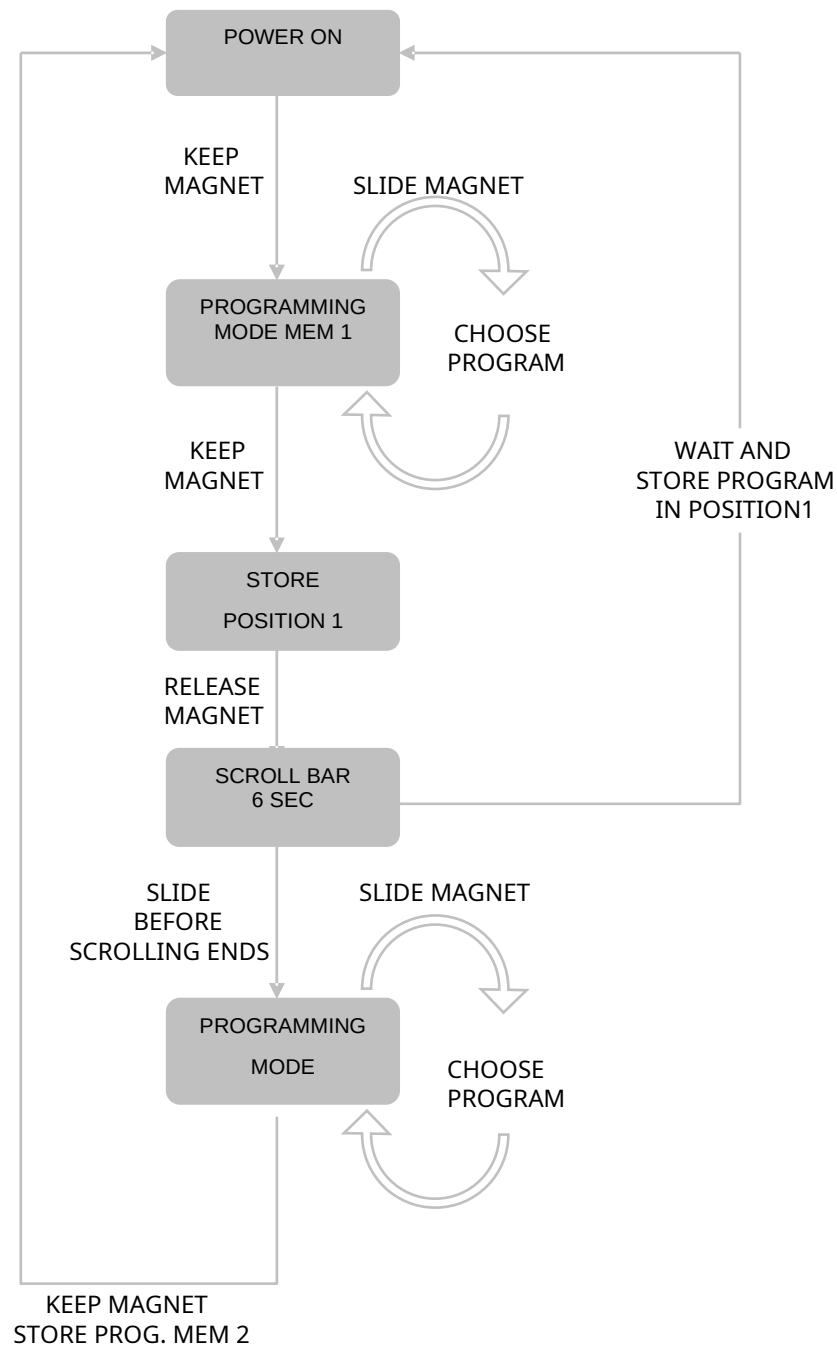 POWER ON
KEEP
MAGNET
SLIDE MAGNET
PROGRAMMING
MODE MEM 1
CHOOSE
PROGRAM
KEEP
MAGNET
WAIT AND
STORE PROGRAM
IN POSITION1
STORE
POSITION 1
RELEASE
MAGNET
SCROLL BAR
6 SEC
SLIDE
BEFORE
SCROLLING ENDS
SLIDE MAGNET
PROGRAMMING
MODE
CHOOSE
PROGRAM
KEEP MAGNET
STORE PROG. MEM 2